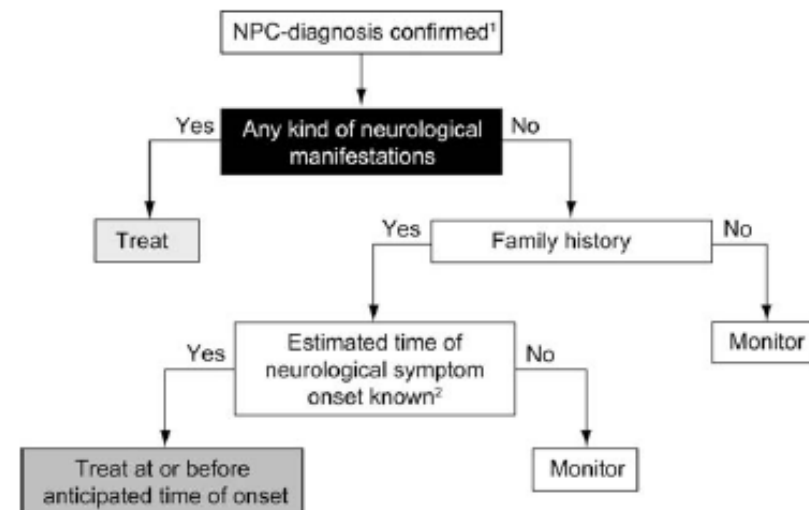 NPC-diagnosis confirmed¹
Yes
Any kind of neurological
manifestations
No
Treat
Yes
Family history
No
Yes
Estimated time of
neurological symptom
onset known²
No
Monitor
Treat at or before
anticipated time of onset
Monitor